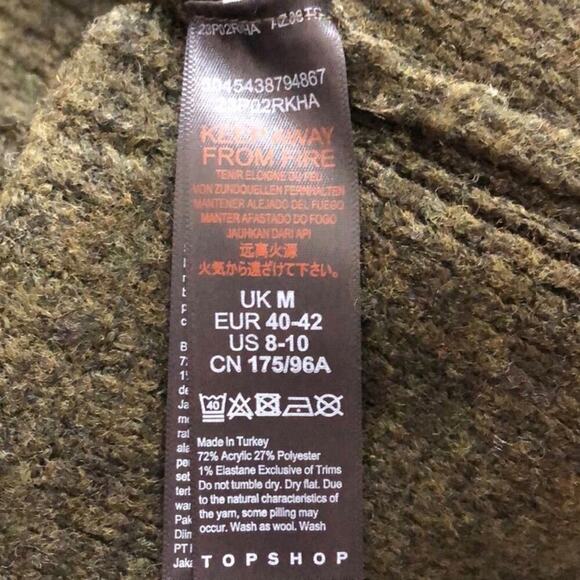 23P02RKHA
5045438794867
23P02RKHA
KEEP AWAY
FROM FIRE
TENIR ELOIGNE DU FEU
VON ZUNDQUELLEN FERNHALTEN
MANTENER ALEJADO DEL FUEGO
MANTER AFASTADO DO FOGO
JAUHKAN DARI API
远离火源
火気から遠ざけて下さい。
UK M
EUR 40-42
US 8-10
CN 175/96A
40
Made in Turkey
72% Acrylic 27% Polyester
1% Elastane Exclusive of Trims
Do not tumble dry. Dry flat. Due
to the natural characteristics of
the yarn, some pilling may
occur. Wash as wool. Wash
TOPSHOP